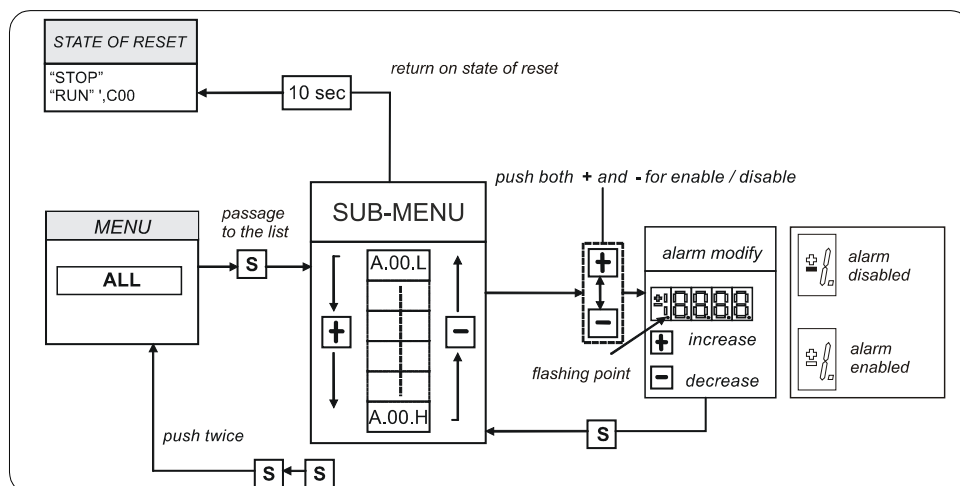 STATE OF RESET
“STOP”
“RUN” ',C00
10 sec
return on state of reset
push both + and - for enable / disable
MENU
ALL
passage
to the list
S
SUB-MENU
A.00.L
+
-
A.00.H
+
-
alarm modify
+ increase
- decrease
flashing point
alarm
disabled
alarm
enabled
S
push twice
S
S